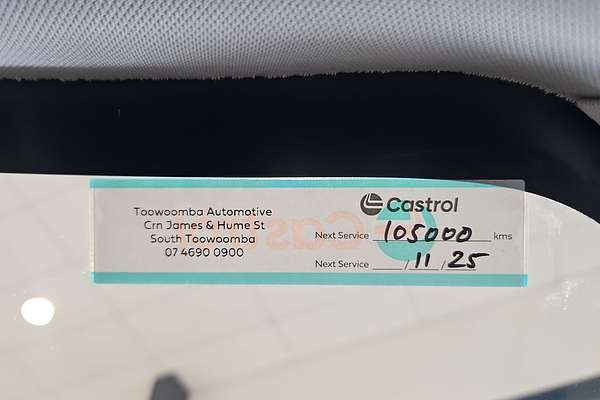 Toowoomba Automotive
Crn James & Hume St
South Toowoomba
07 4690 0900
Castrol
Next Service 105000 kms
Next Service ____/11/25